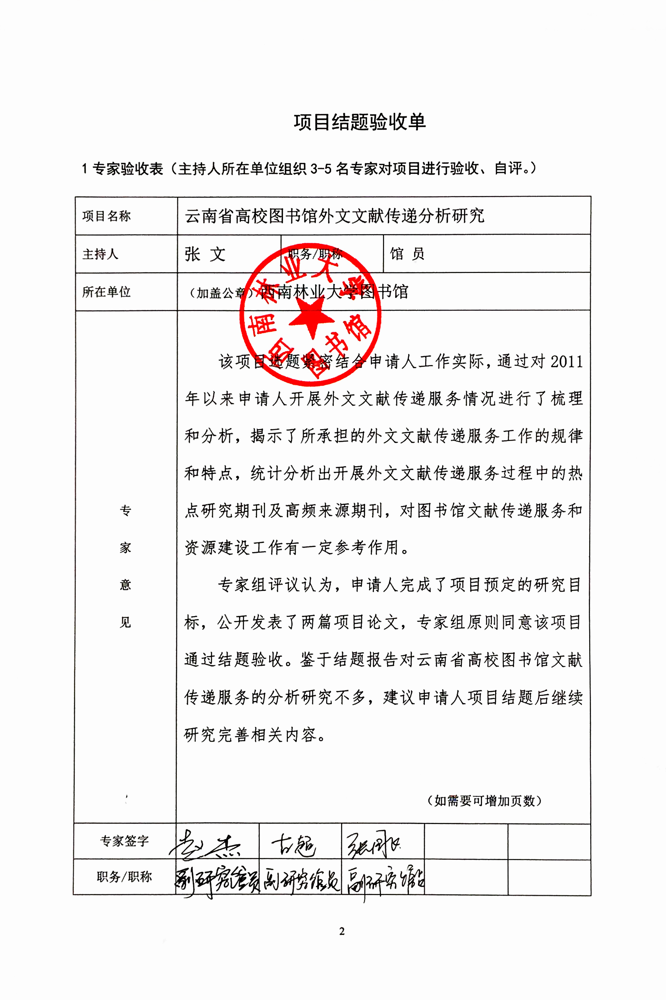 项目结题验收单
1 专家验收表（主持人所在单位组织 3-5 名专家对项目进行验收、自评。）
项目名称 云南省高校图书馆外文文献传递分析研究
主持人 张 文 职务/职称 馆 员
所在单位 （加盖公章）西南林业大学图书馆
西南林业大学图书馆
专家意见
该项目选题紧密结合申请人工作实际，通过对 2011
年以来申请人开展外文文献传递服务情况进行了梳理
和分析，揭示了所承担的外文文献传递服务工作的规律
和特点，统计分析出开展外文文献传递服务过程中的热
点研究期刊及高频来源期刊，对图书馆文献传递服务和
资源建设工作有一定参考作用。
专家组评议认为，申请人完成了项目预定的研究目
标，公开发表了两篇项目论文，专家组原则同意该项目
通过结题验收。鉴于结题报告对云南省高校图书馆文献
传递服务的分析研究不多，建议申请人项目结题后继续
研究完善相关内容。
（如需要可增加页数）
专家签字 赵杰 古超
职务/职称 副研究馆员 副研究馆员 副研究馆员
2